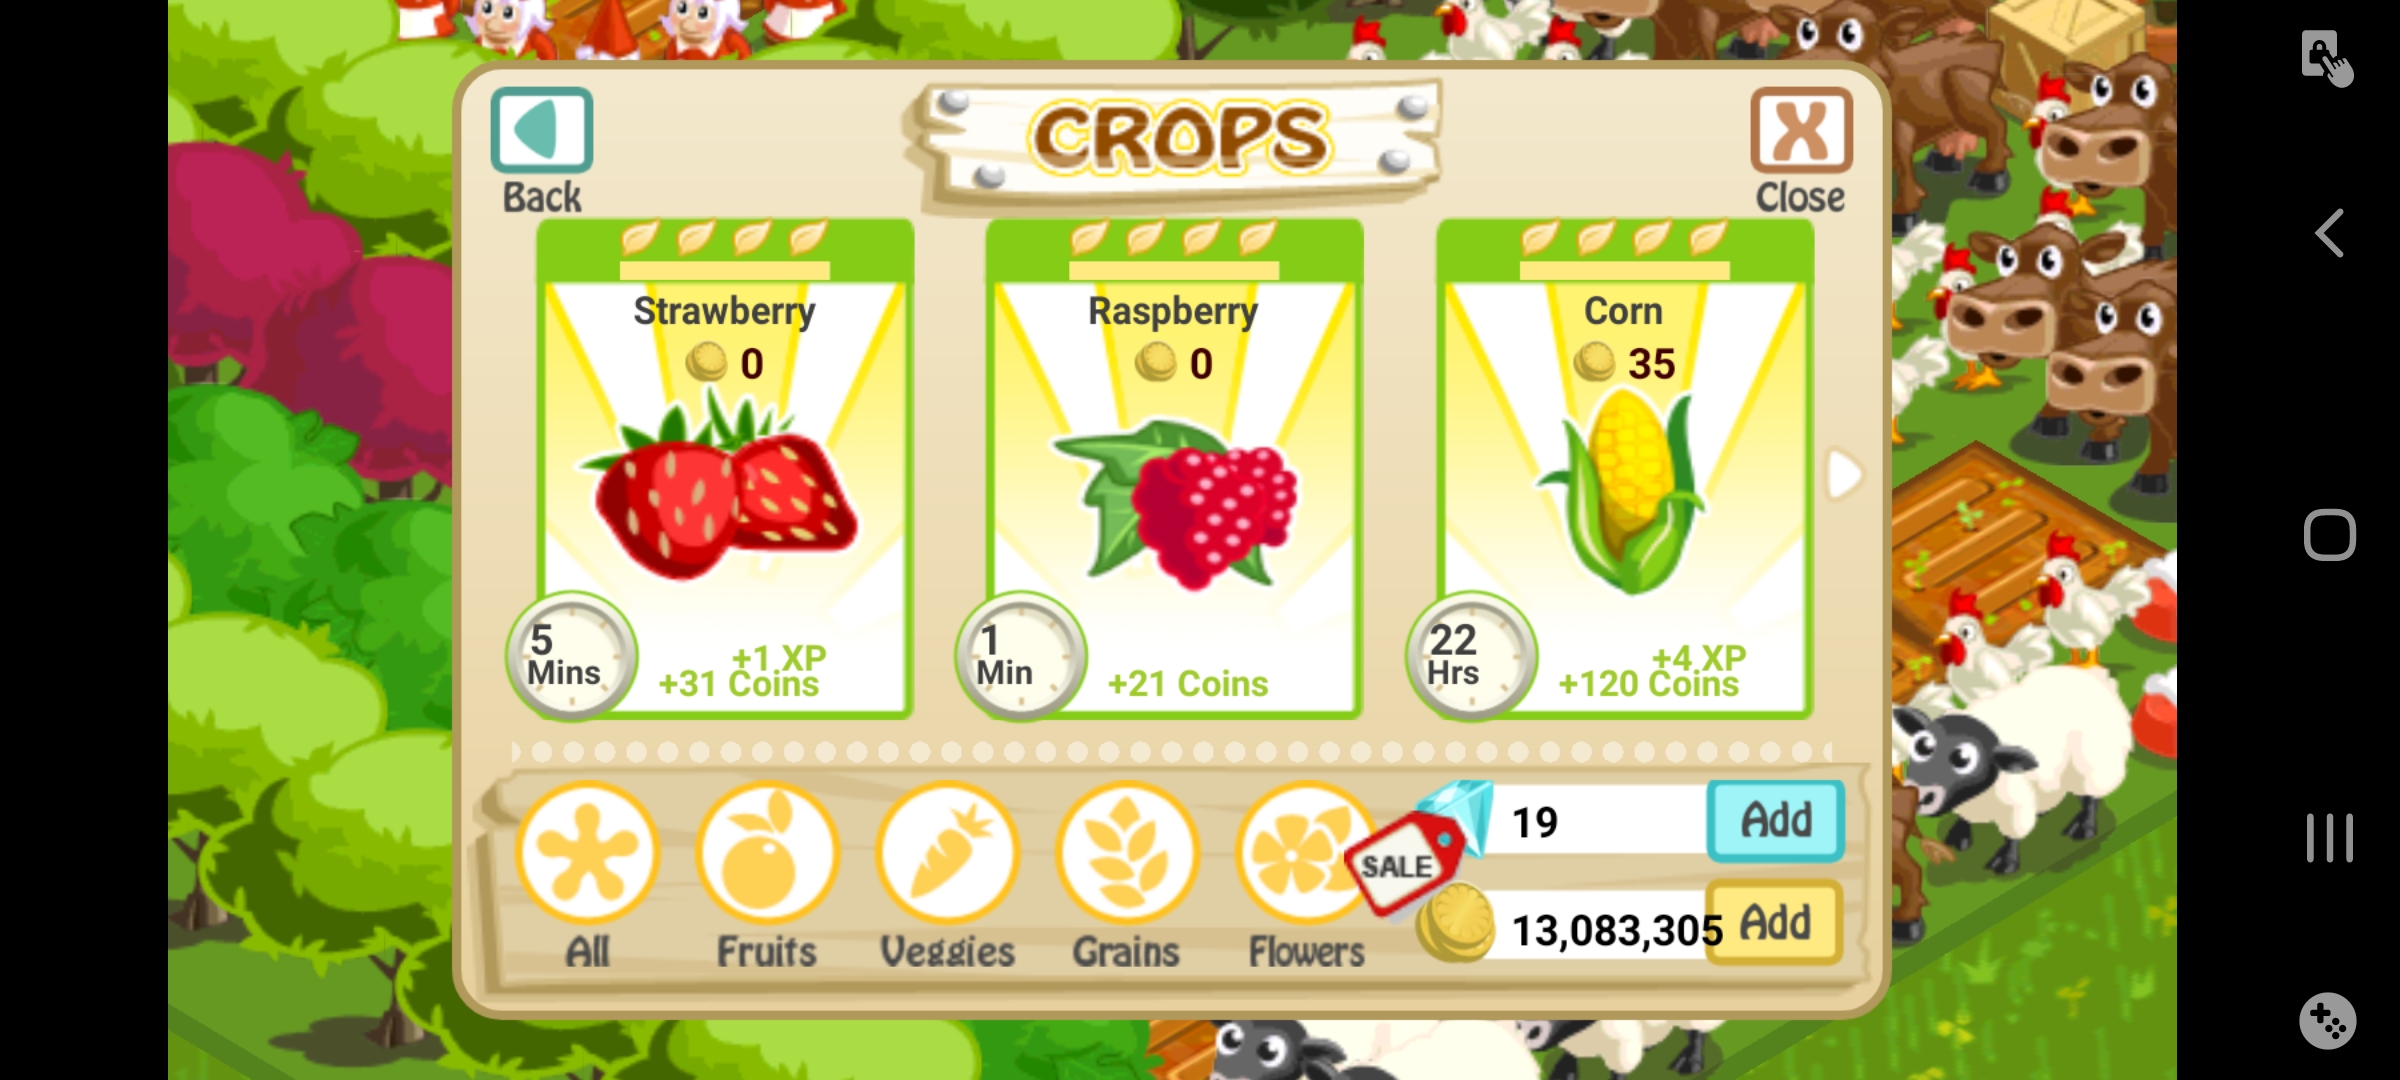 CROPS
Back
Close
Strawberry
0
5
Mins
+1 XP
+31 Coins
Raspberry
0
1
Min
+21 Coins
Corn
35
22
Hrs
+4 XP
+120 Coins
All
Fruits
Veggies
Grains
Flowers
SALE
19
Add
13,083,305
Add